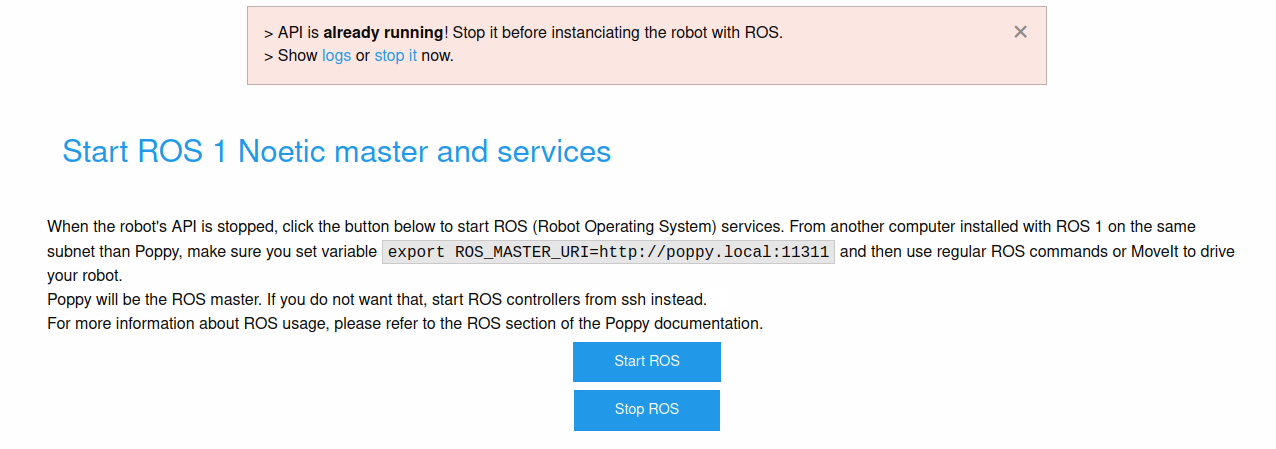 > API is already running! Stop it before instanciating the robot with ROS.
> Show logs or stop it now.
×
Start ROS 1 Noetic master and services
When the robot's API is stopped, click the button below to start ROS (Robot Operating System) services. From another computer installed with ROS 1 on the same
subnet than Poppy, make sure you set variable export ROS_MASTER_URI=http://poppy.local:11311 and then use regular ROS commands or MoveIt to drive
your robot.
Poppy will be the ROS master. If you do not want that, start ROS controllers from ssh instead.
For more information about ROS usage, please refer to the ROS section of the Poppy documentation.
Start ROS
Stop ROS